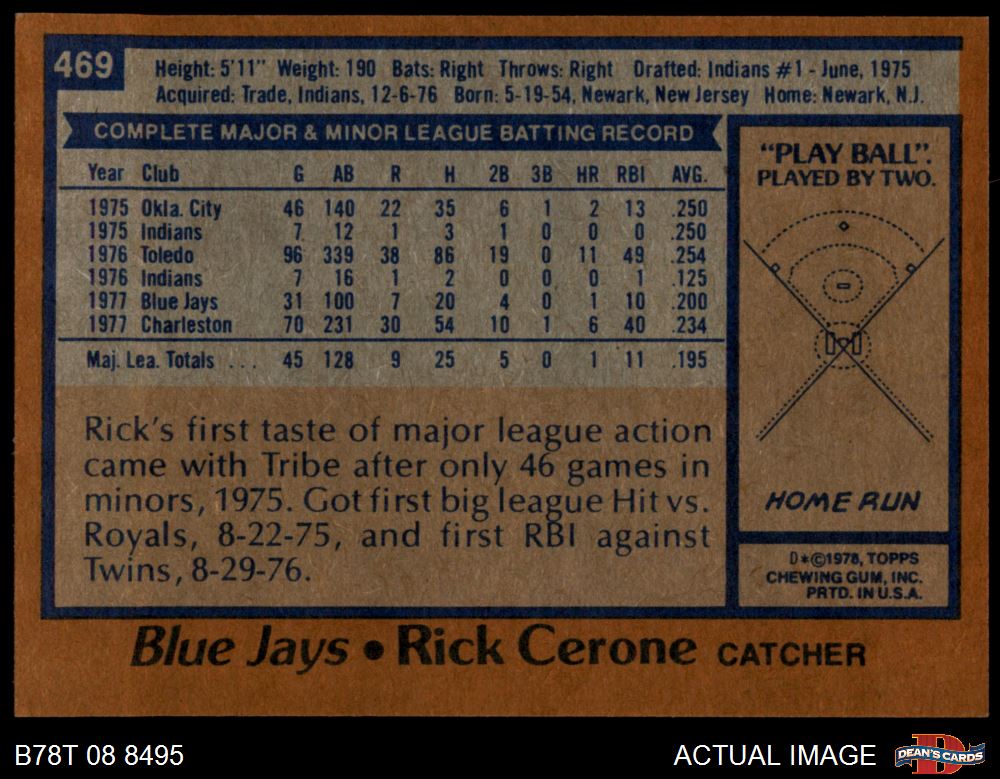 469
Height: 5'11" Weight: 190 Bats: Right Throws: Right Drafted: Indians #1 - June, 1975
Acquired: Trade, Indians, 12-6-76 Born: 5-19-54, Newark, New Jersey Home: Newark, N.J.
COMPLETE MAJOR & MINOR LEAGUE BATTING RECORD
Year Club G AB R H 2B 3B HR RBI AVG.
1975 Okla. City 46 140 22 35 6 1 2 13 .250
1975 Indians 7 12 1 3 1 0 0 0 .250
1976 Toledo 96 339 38 86 19 0 11 49 .254
1976 Indians 7 16 1 2 0 0 0 1 .125
1977 Blue Jays 31 100 7 20 4 0 1 10 .200
1977 Charleston 70 231 30 54 10 1 6 40 .234
Maj. Lea. Totals . . . 45 128 9 25 5 0 1 11 .195
Rick's first taste of major league action
came with Tribe after only 46 games in
minors, 1975. Got first big league Hit vs.
Royals, 8-22-75, and first RBI against
Twins, 8-29-76.
"PLAY BALL".
PLAYED BY TWO.
HOME RUN
D*©1978, TOPPS
CHEWING GUM, INC.
PRTD. IN U.S.A.
Blue Jays • Rick Cerone CATCHER
B78T 08 8495
ACTUAL IMAGE
DEAN'S CARDS